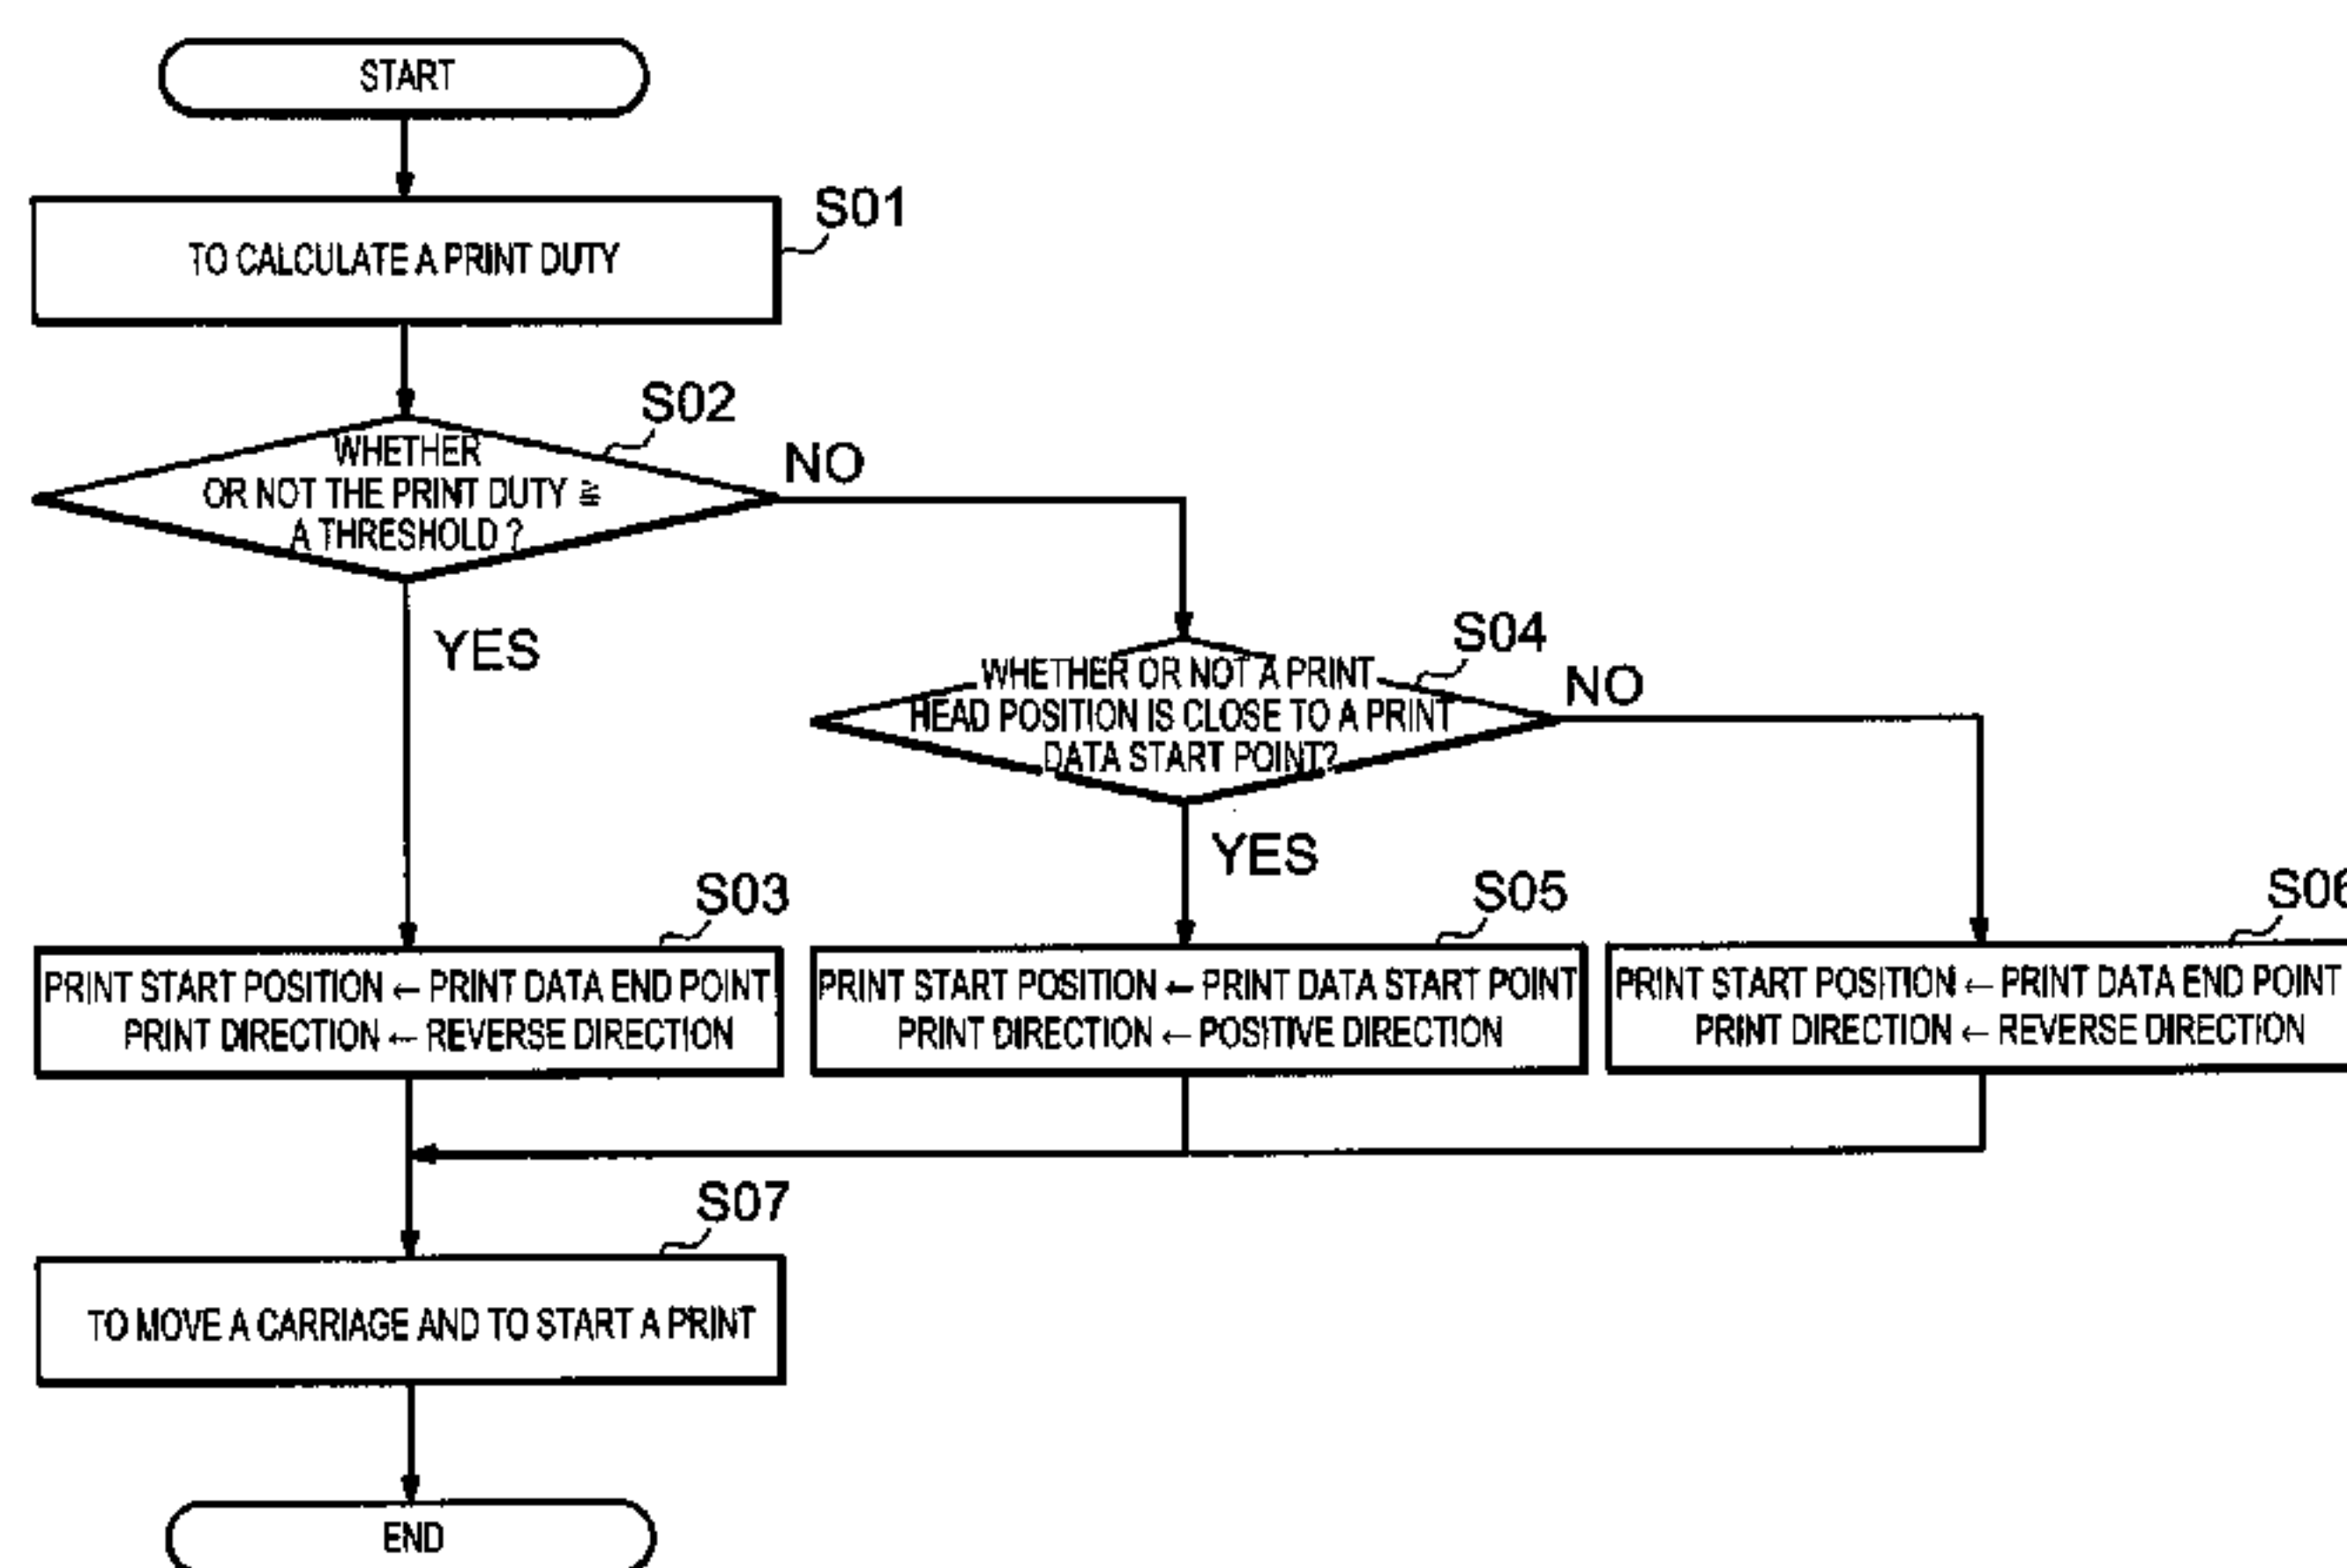 START
S01
TO CALCULATE A PRINT DUTY
S02
WHETHER
OR NOT THE PRINT DUTY ≧
A THRESHOLD ?
NO
YES
S04
WHETHER OR NOT A PRINT
HEAD POSITION IS CLOSE TO A PRINT
DATA START POINT?
NO
YES
S03
PRINT START POSITION ← PRINT DATA END POINT
PRINT DIRECTION ← REVERSE DIRECTION
S05
PRINT START POSITION ← PRINT DATA START POINT
PRINT DIRECTION ← POSITIVE DIRECTION
S06
PRINT START POSITION ← PRINT DATA END POINT
PRINT DIRECTION ← REVERSE DIRECTION
S07
TO MOVE A CARRIAGE AND TO START A PRINT
END